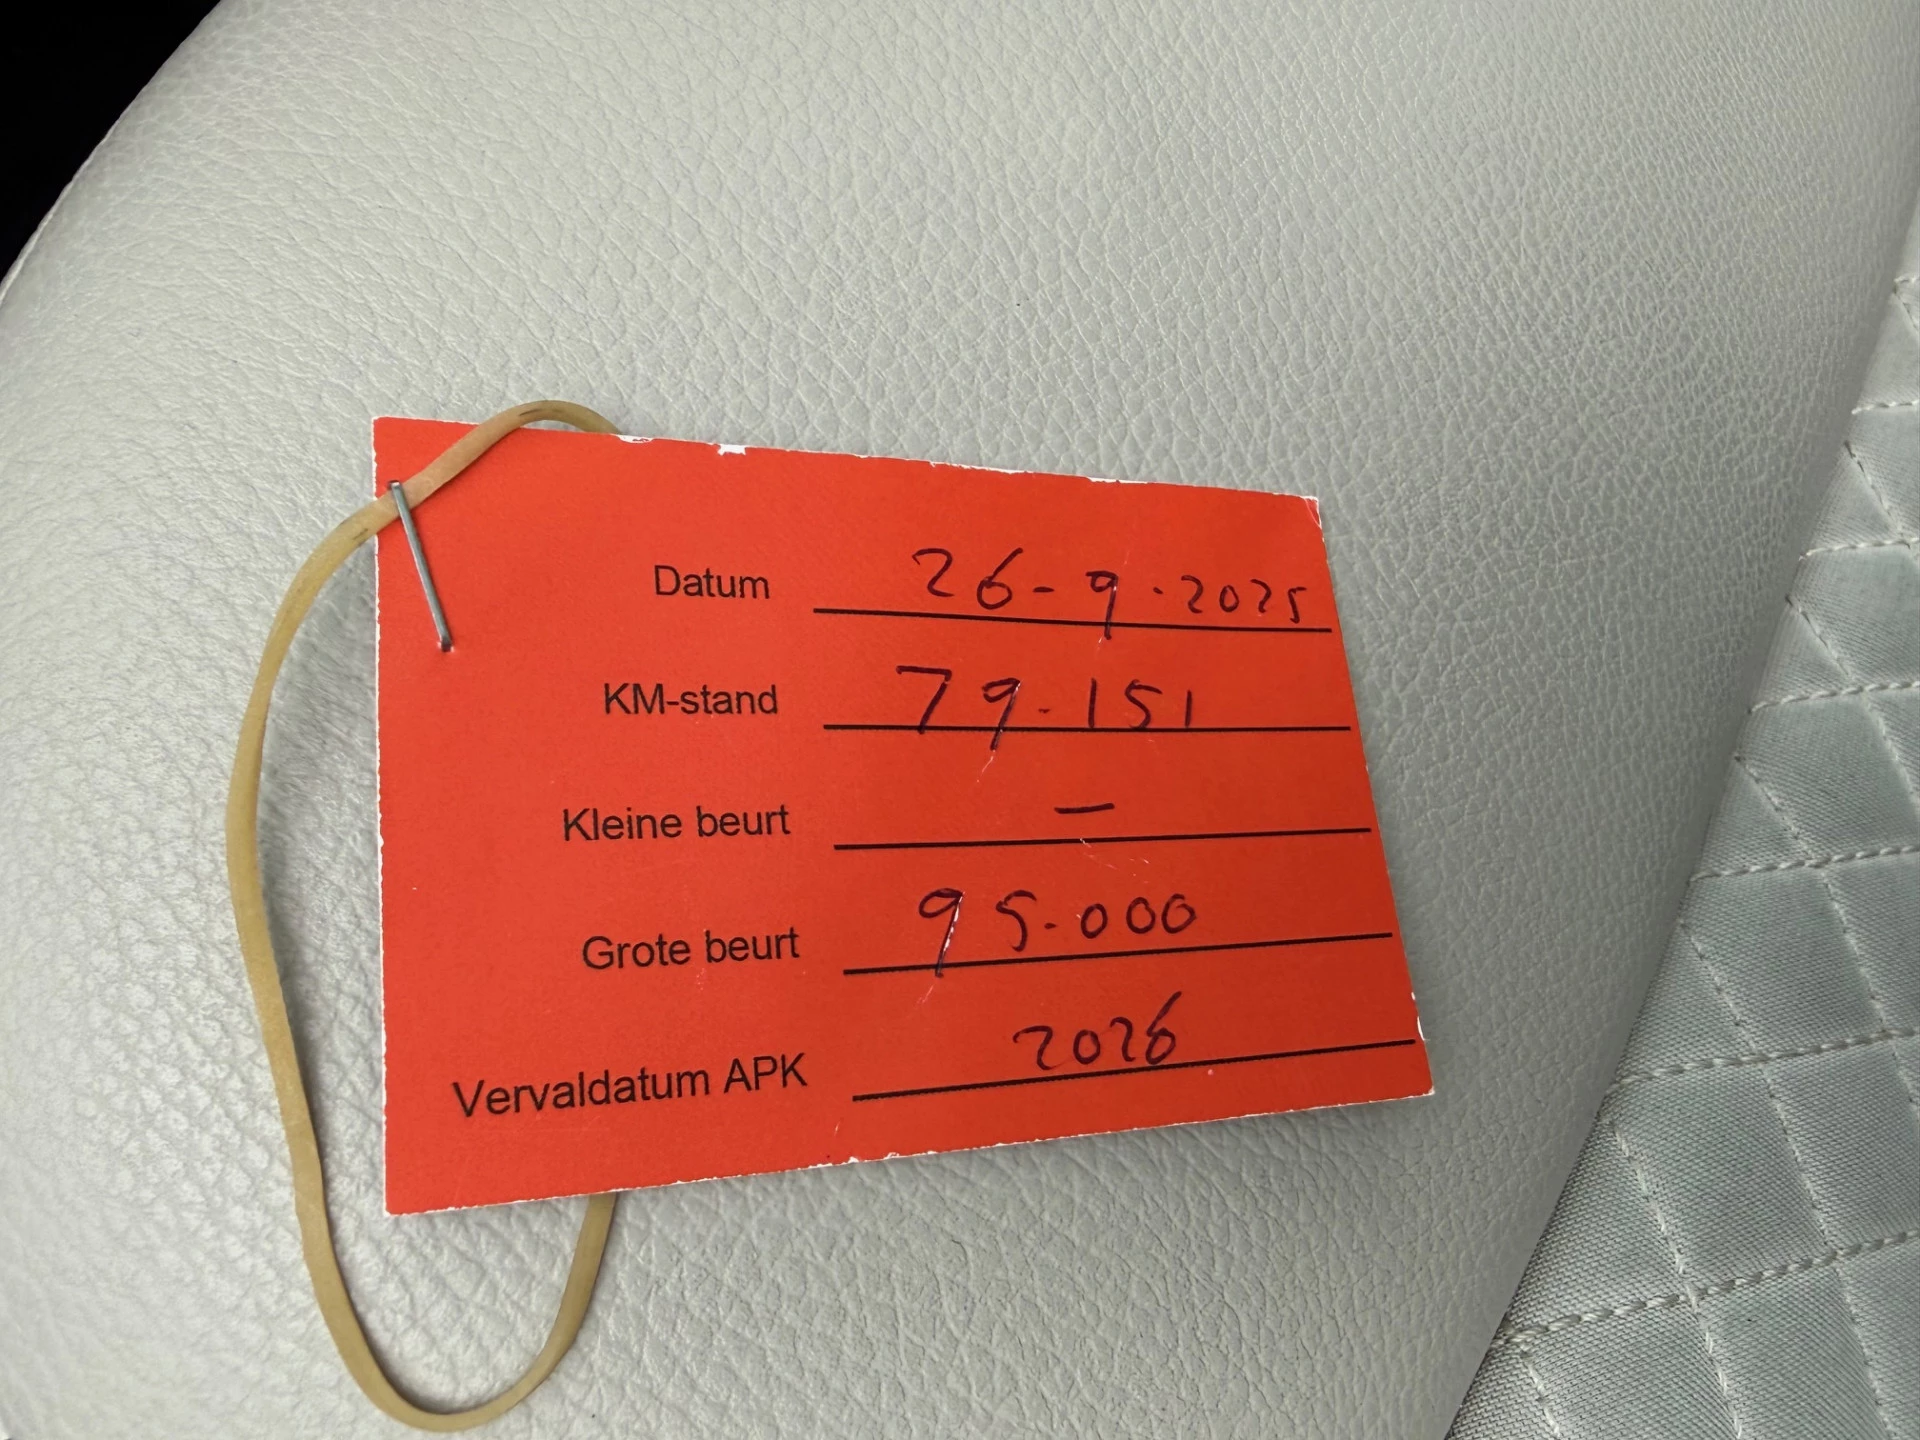 Datum 26-9-2025
KM-stand 79.151
Kleine beurt —
Grote beurt 95.000
Vervaldatum APK 2026